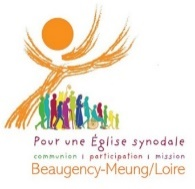 Pour une Église synodale
communion | participation | mission
Beaugency-Meung/Loire